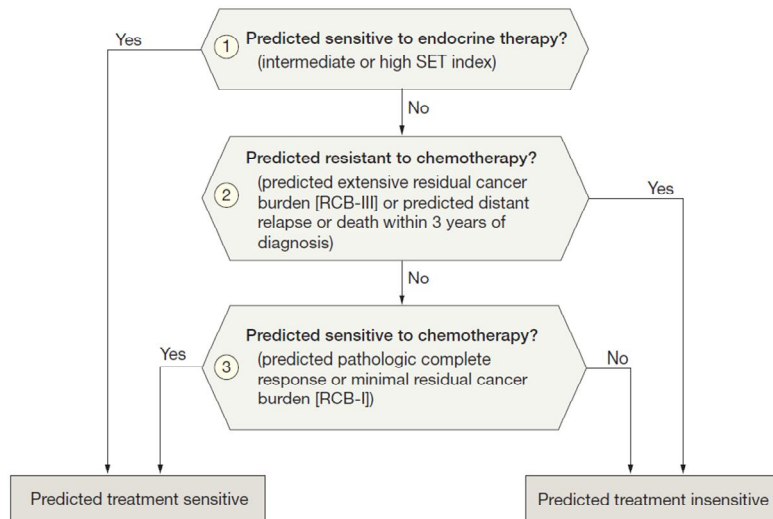 Yes
1
Predicted sensitive to endocrine therapy?
(intermediate or high SET index)
No
2
Predicted resistant to chemotherapy?
(predicted extensive residual cancer
burden [RCB-III] or predicted distant
relapse or death within 3 years of
diagnosis)
Yes
No
Yes
3
Predicted sensitive to chemotherapy?
(predicted pathologic complete
response or minimal residual cancer
burden [RCB-I])
No
Predicted treatment sensitive
Predicted treatment insensitive